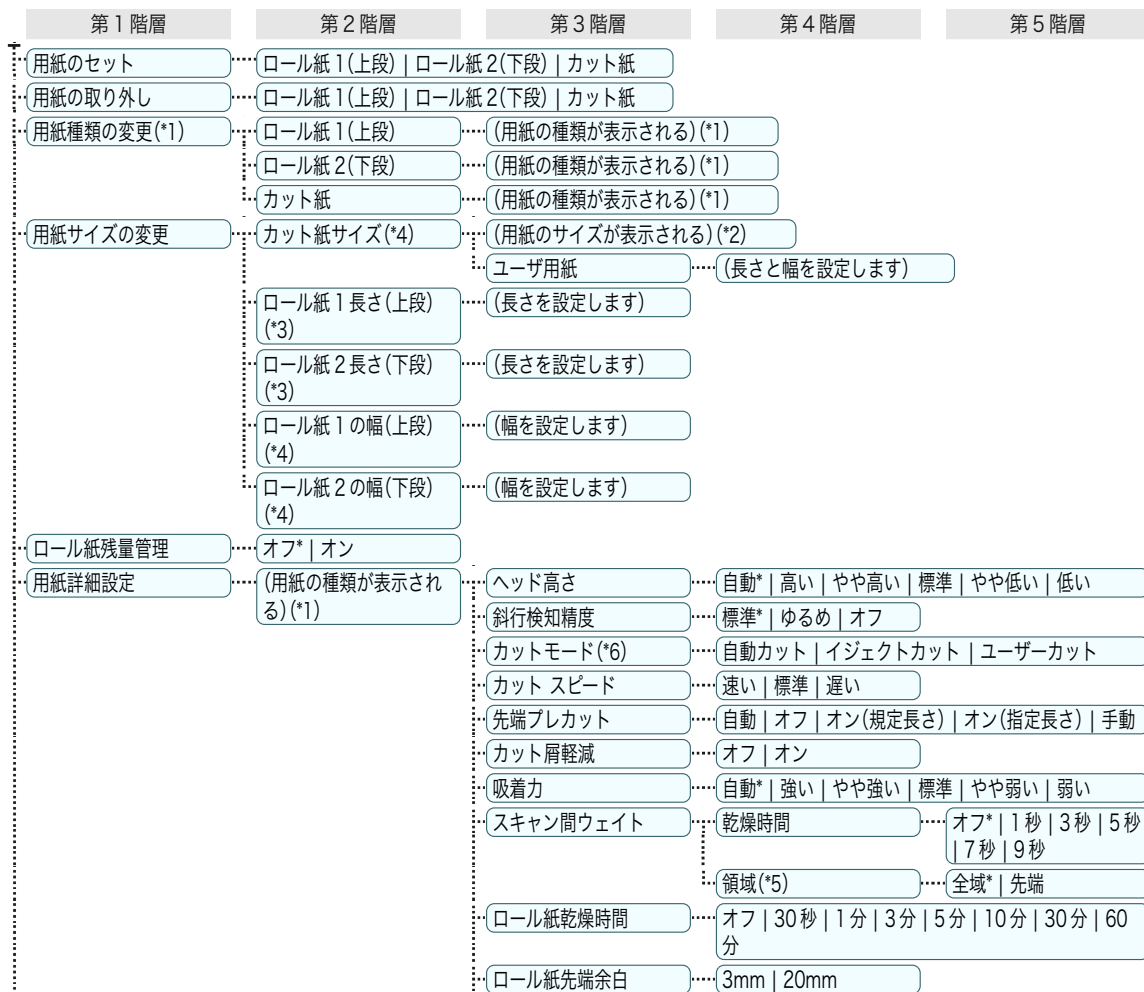 第1階層 第2階層 第3階層 第4階層 第5階層
用紙のセット ロール紙1(上段) | ロール紙2(下段) | カット紙
用紙の取り外し ロール紙1(上段) | ロール紙2(下段) | カット紙
用紙種類の変更(*1) ロール紙1(上段) (用紙の種類が表示される)(*1)
ロール紙2(下段) (用紙の種類が表示される)(*1)
カット紙 (用紙の種類が表示される)(*1)
用紙サイズの変更 カット紙サイズ(*4) (用紙のサイズが表示される)(*2)
ユーザ用紙 (長さと幅を設定します)
ロール紙1長さ(上段) (長さを設定します)
(*3)
ロール紙2長さ(下段) (長さを設定します)
(*3)
ロール紙1の幅(上段) (幅を設定します)
(*4)
ロール紙2の幅(下段) (幅を設定します)
(*4)
ロール紙残量管理 オフ* | オン
用紙詳細設定 (用紙の種類が表示され ヘッド高さ 自動* | 高い | やや高い | 標準 | やや低い | 低い
る)(*1) 斜行検知精度 標準* | ゆるめ | オフ
カットモード(*6) 自動カット | イジェクトカット | ユーザーカット
カット スピード 速い | 標準 | 遅い
先端プレカット 自動 | オフ | オン(規定長さ) | オン(指定長さ) | 手動
カット屑軽減 オフ | オン
吸着力 自動* | 強い | やや強い | 標準 | やや弱い | 弱い
スキャン間ウェイト 乾燥時間 オフ* | 1秒 | 3秒 | 5秒
| 7秒 | 9秒
領域(*5) 全域* | 先端
ロール紙乾燥時間 オフ | 30秒 | 1分 | 3分 | 5分 | 10分 | 30分 | 60
分
ロール紙先端余白 3mm | 20mm